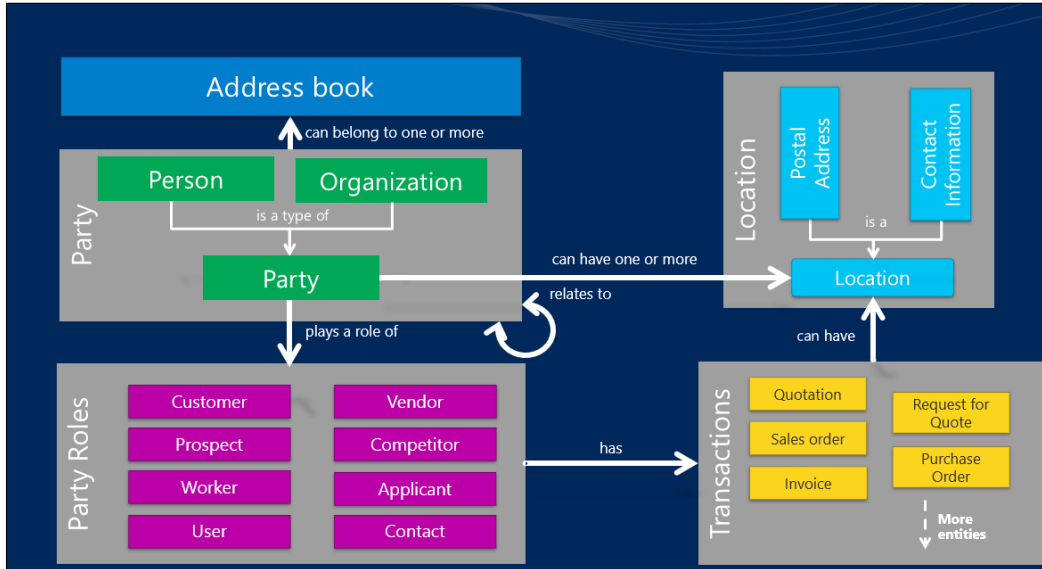 Address book
can belong to one or more
Party
Person
Organization
is a type of
Party
can have one or more
relates to
plays a role of
Location
Postal
Address
Contact
Information
is a
Location
can have
Party Roles
Customer
Vendor
Prospect
Competitor
Worker
Applicant
User
Contact
has
Transactions
Quotation
Request for
Quote
Sales order
Purchase
Order
Invoice
More
entities